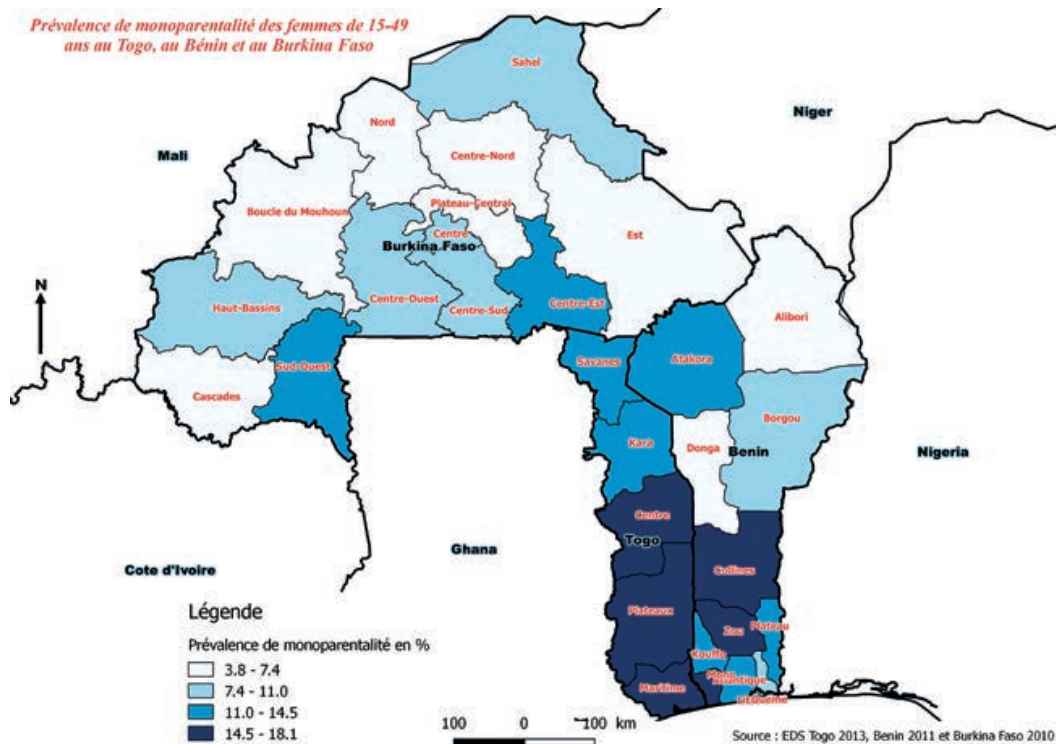 Prévalence de monoparentalité des femmes de 15-49
ans au Togo, au Bénin et au Burkina Faso
Sahel
Niger
Nord
Mali
Centre-Nord
Boucle du Mouhoun
Plateau-Central
Est
Centre
Burkina Faso
N
Haut-Bassins
Centre-Ouest
Centre-Sud
Centre-Est
Alibori
Savanes
Atakora
Sud-Ouest
Cascades
Borgou
Kara
Donga
Benin
Nigeria
Centre
Togo
Ghana
Cote d'Ivoire
Collines
Plateaux
Zou
Plateau
Kouffo
Mono
Atlantique
Maritime
Littoral
Oueme
Légende
Prévalence de monoparentalité en %
3.8 - 7.4
7.4 - 11.0
11.0 - 14.5
14.5 - 18.1
100 0 100 km
Source : EDS Togo 2013, Benin 2011 et Burkina Faso 2010